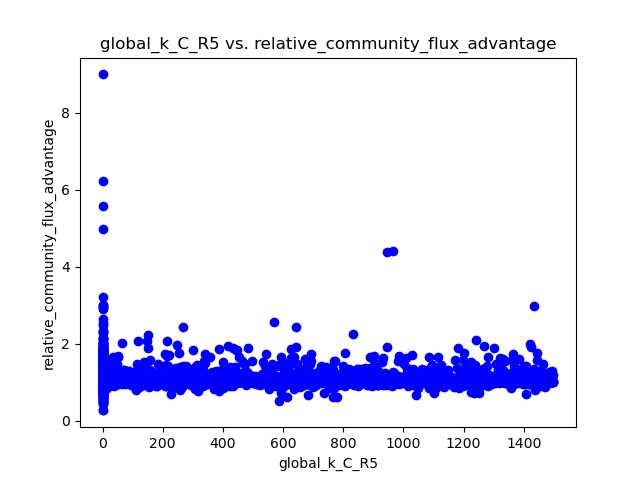 global_k_C_R5 vs. relative_community_flux_advantage
relative_community_flux_advantage
8
6
4
2
0
0 200 400 600 800 1000 1200 1400
global_k_C_R5